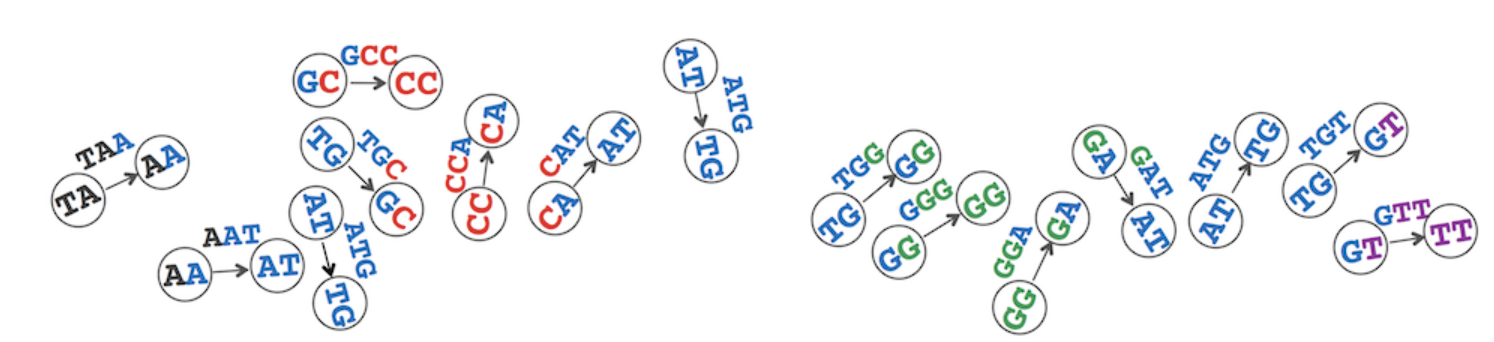 TAA
TA AA
AAT
AA AT
GCC
GC CC
TGC
TG GC
ATG
AT TG
CCA
CC CA
CAT
CA AT
ATG
AT TG
TGG
TG GG
GGG
GG GG
GGA
GG GA
GAT
GA AT
ATG
AT TG
TGT
TG GT
GTT
GT TT